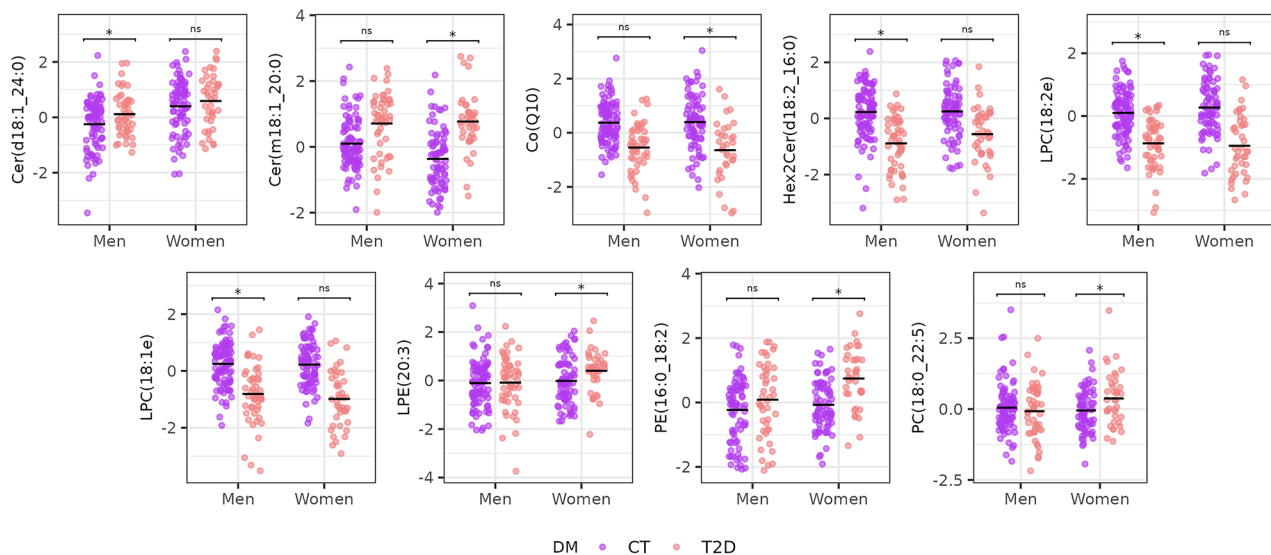 Cer(d18:1_24:0)
2
0
-2
* ns
Men Women
Cer(m18:1_20:0)
4
2
0
-2
ns *
Men Women
Co(Q10)
4
2
0
-2
ns *
Men Women
Hex2Cer(d18:2_16:0)
2
0
-2
* ns
Men Women
LPC(18:2e)
2
0
-2
* ns
Men Women
LPC(18:1e)
2
0
-2
* ns
Men Women
LPE(20:3)
4
2
0
-2
-4
ns *
Men Women
PE(16:0_18:2)
4
2
0
-2
ns *
Men Women
PC(18:0_22:5)
2.5
0.0
-2.5
ns *
Men Women
DM CT T2D